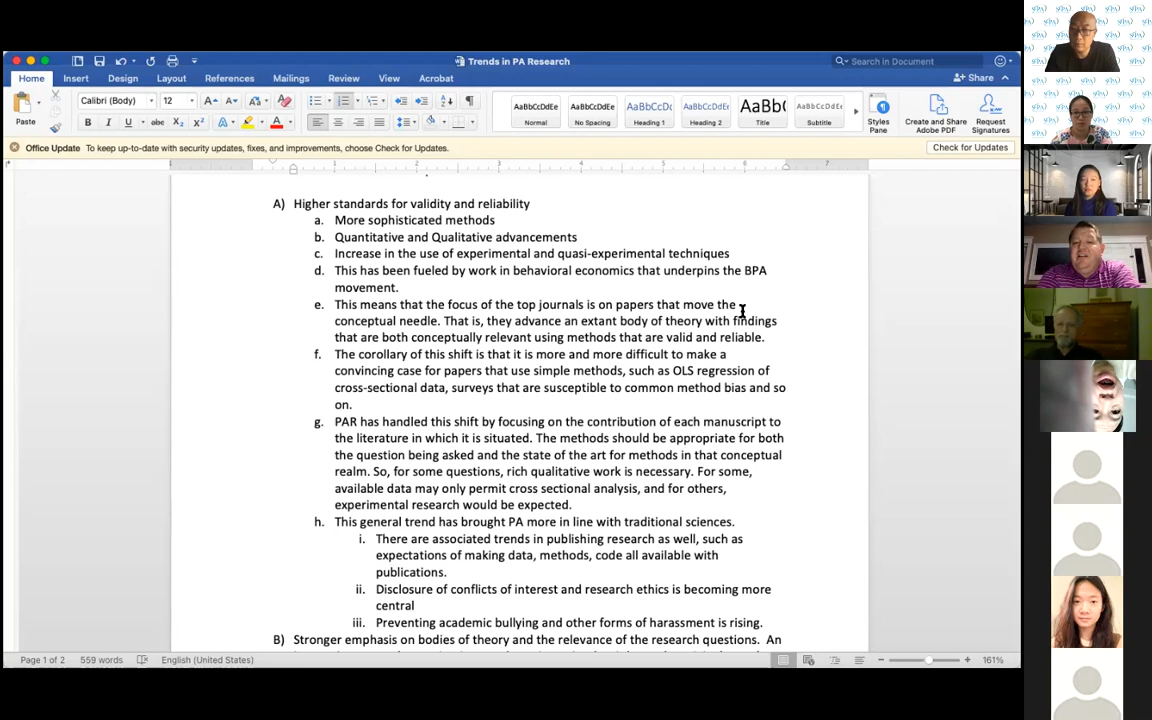 Trends in PA Research
Search in Document
Home Insert Design Layout References Mailings Review View Acrobat
Share
Paste
Calibri (Body) 12
B I U abc X₂ X²
AaBbCcDdEe AaBbCcDdEe AaBbCcDc AaBbCcDdEe AaBb( AaBbCcDdEe
Normal No Spacing Heading 1 Heading 2 Title Subtitle
Styles Pane
Create and Share Adobe PDF
Request Signatures
Office Update To keep up-to-date with security updates, fixes, and improvements, choose Check for Updates.
Check for Updates
1 1 2 3 4 5 6 7
A) Higher standards for validity and reliability
a. More sophisticated methods
b. Quantitative and Qualitative advancements
c. Increase in the use of experimental and quasi-experimental techniques
d. This has been fueled by work in behavioral economics that underpins the BPA
movement.
e. This means that the focus of the top journals is on papers that move the
conceptual needle. That is, they advance an extant body of theory with findings
that are both conceptually relevant using methods that are valid and reliable.
f. The corollary of this shift is that it is more and more difficult to make a
convincing case for papers that use simple methods, such as OLS regression of
cross-sectional data, surveys that are susceptible to common method bias and so
on.
g. PAR has handled this shift by focusing on the contribution of each manuscript to
the literature in which it is situated. The methods should be appropriate for both
the question being asked and the state of the art for methods in that conceptual
realm. So, for some questions, rich qualitative work is necessary. For some,
available data may only permit cross sectional analysis, and for others,
experimental research would be expected.
h. This general trend has brought PA more in line with traditional sciences.
i. There are associated trends in publishing research as well, such as
expectations of making data, methods, code all available with
publications.
ii. Disclosure of conflicts of interest and research ethics is becoming more
central
iii. Preventing academic bullying and other forms of harassment is rising.
B) Stronger emphasis on bodies of theory and the relevance of the research questions. An
Page 1 of 2 559 words English (United States) 161%